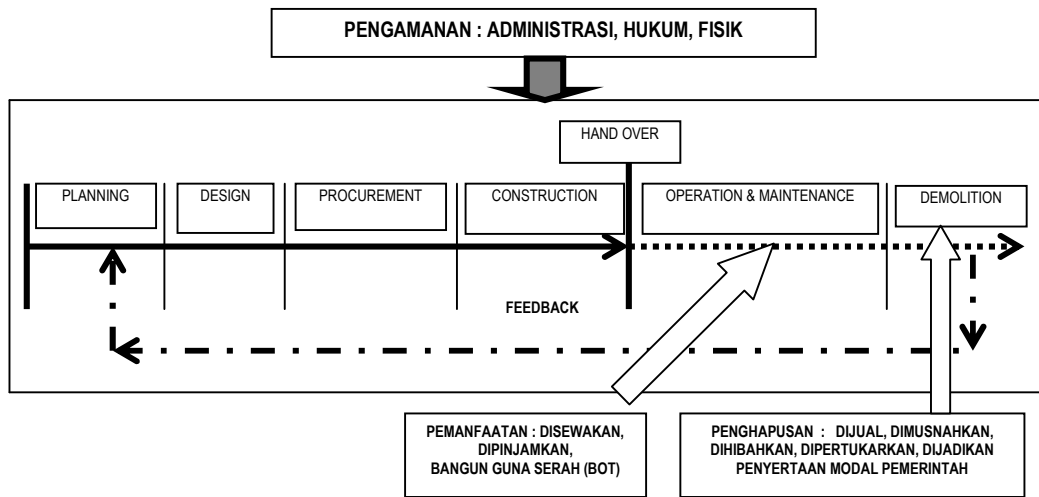 PENGAMANAN : ADMINISTRASI, HUKUM, FISIK
HAND OVER
PLANNING
DESIGN
PROCUREMENT
CONSTRUCTION
OPERATION & MAINTENANCE
DEMOLITION
FEEDBACK
PEMANFAATAN : DISEWAKAN,
DIPINJAMKAN,
BANGUN GUNA SERAH (BOT)
PENGHAPUSAN : DIJUAL, DIMUSNAHKAN,
DIHIBAHKAN, DIPERTUKARKAN, DIJADIKAN
PENYERTAAN MODAL PEMERINTAH